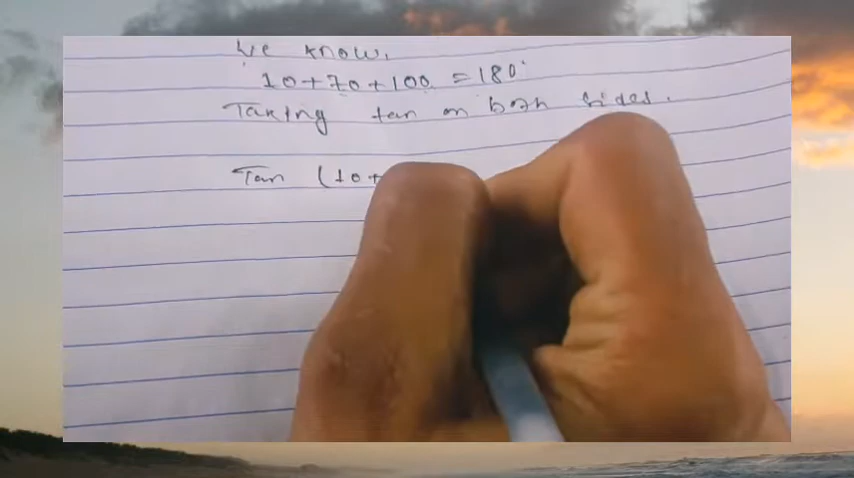 We know,
10+70+100 = 180°
Taking tan on both sides.
Tan (10+